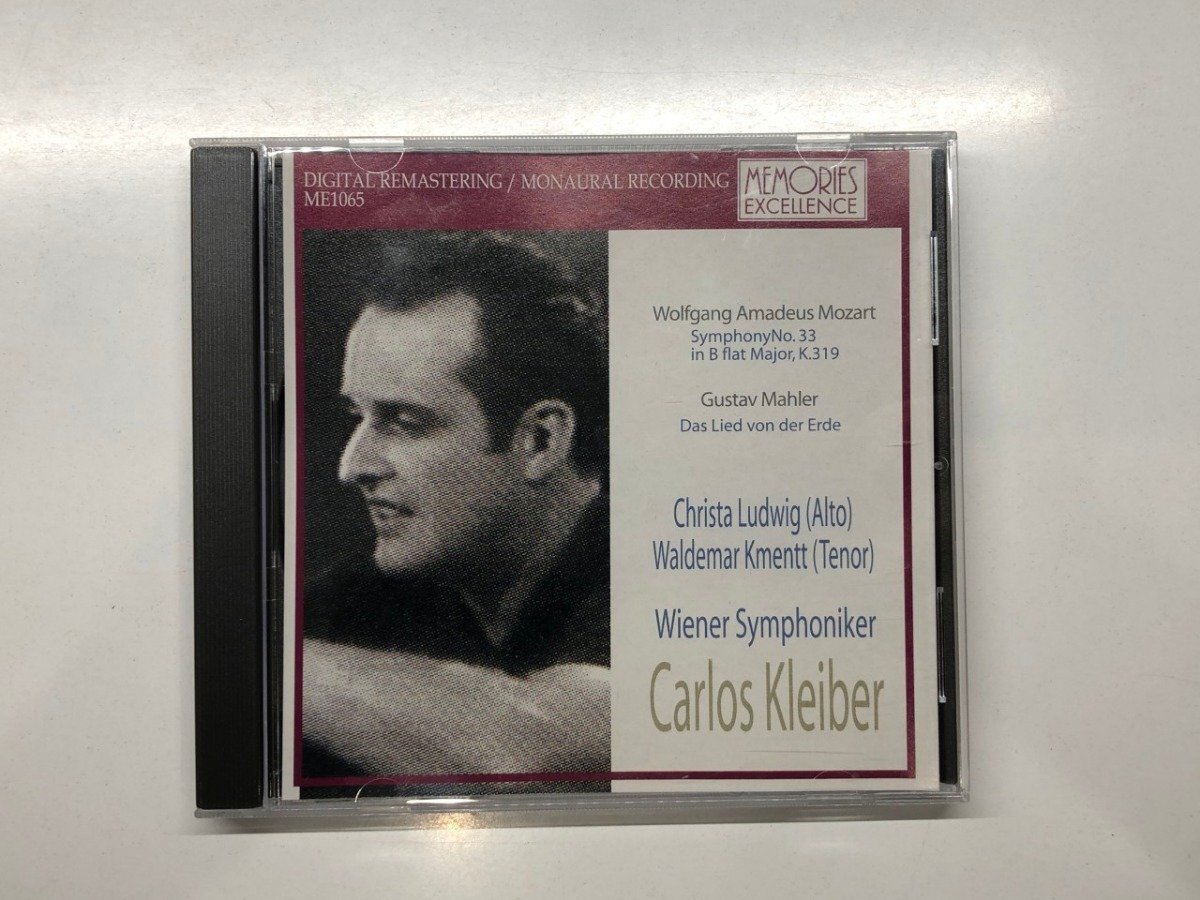 DIGITAL REMASTERING / MONAURAL RECORDING
ME1065
MEMORIES
EXCELLENCE
Wolfgang Amadeus Mozart
SymphonyNo. 33
in B flat Major, K.319
Gustav Mahler
Das Lied von der Erde
Christa Ludwig (Alto)
Waldemar Kmentt (Tenor)
Wiener Symphoniker
Carlos Kleiber